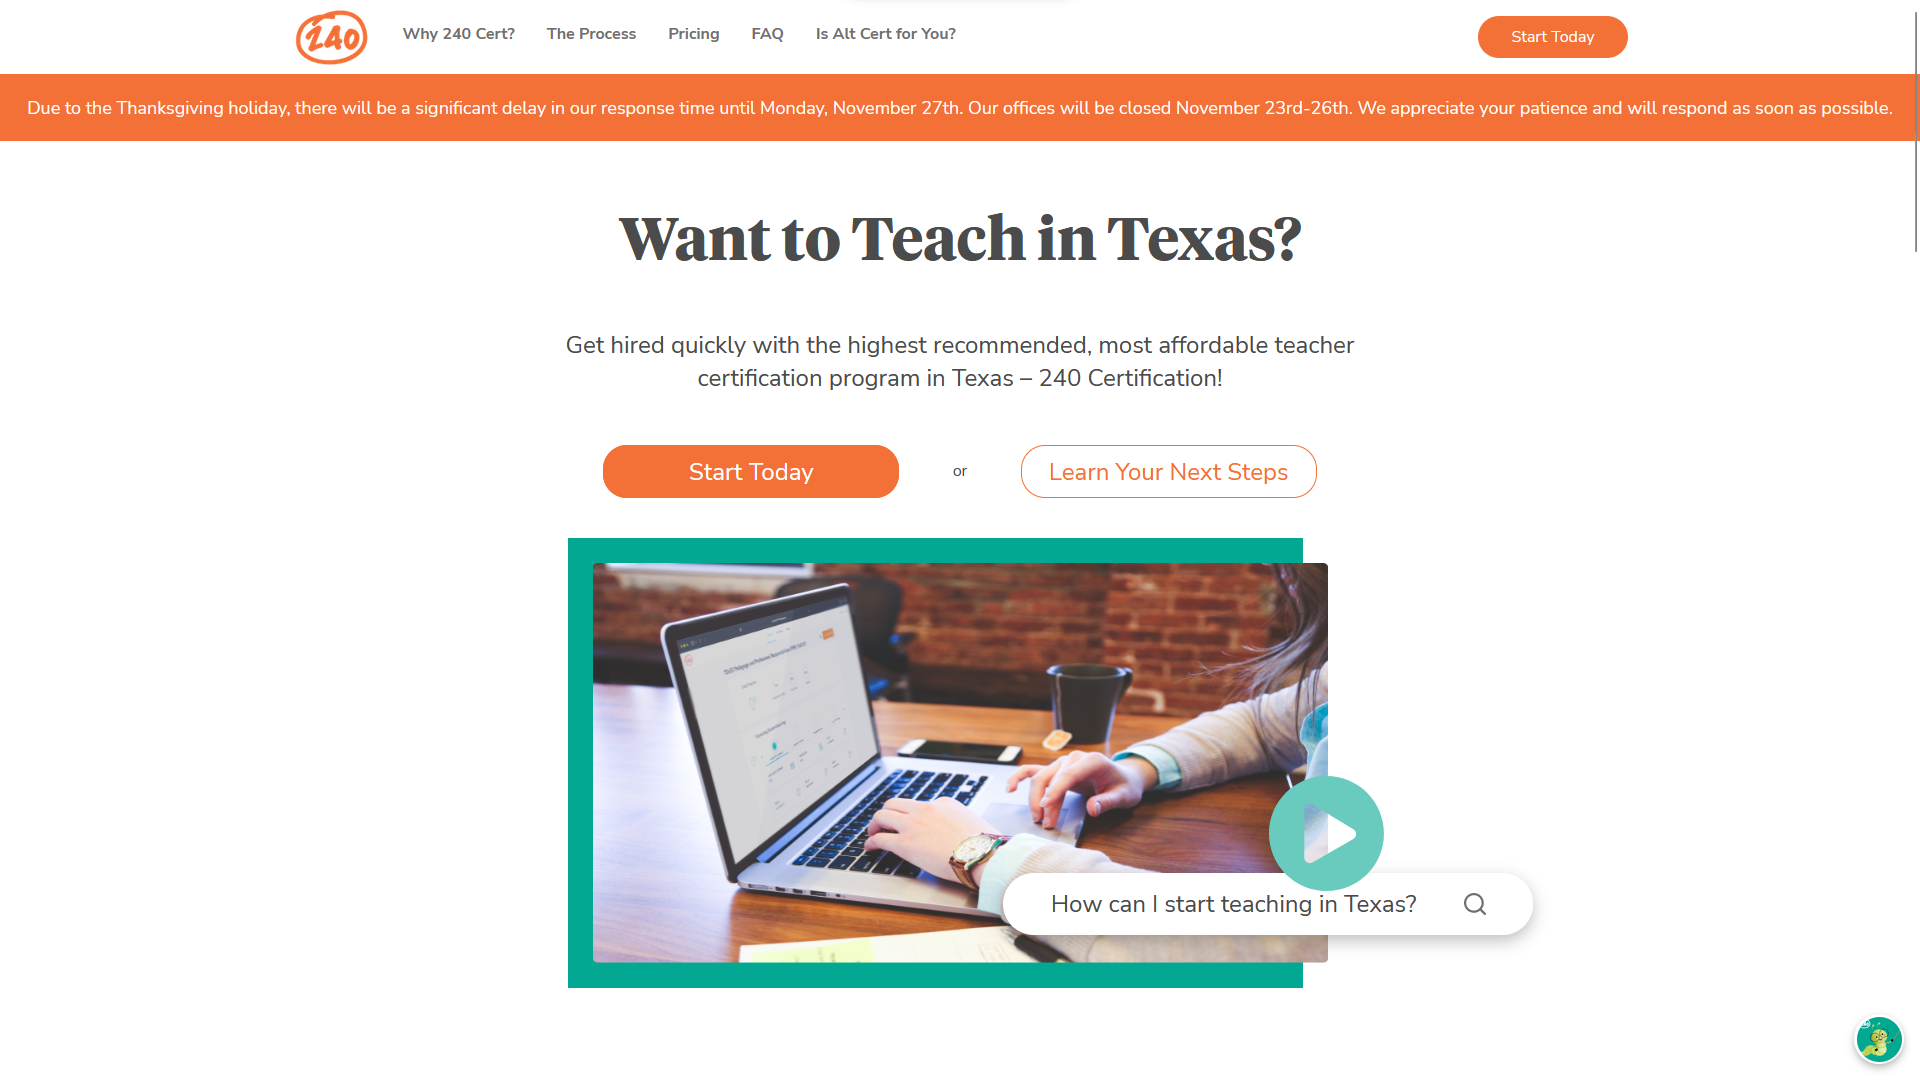 240
Why 240 Cert?
The Process
Pricing
FAQ
Is Alt Cert for You?
Start Today
Due to the Thanksgiving holiday, there will be a significant delay in our response time until Monday, November 27th. Our offices will be closed November 23rd-26th. We appreciate your patience and will respond as soon as possible.
Want to Teach in Texas?
Get hired quickly with the highest recommended, most affordable teacher
certification program in Texas – 240 Certification!
Start Today
or
Learn Your Next Steps
How can I start teaching in Texas?